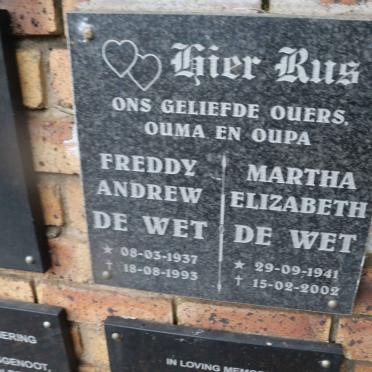 Hier Rus
ONS GELIEFDE OUERS,
OUMA EN OUPA
FREDDY
ANDREW
DE WET
★ 08-03-1937
✝ 18-08-1993
MARTHA
ELIZABETH
DE WET
★ 29-09-1941
✝ 15-02-2002
IN LOVING